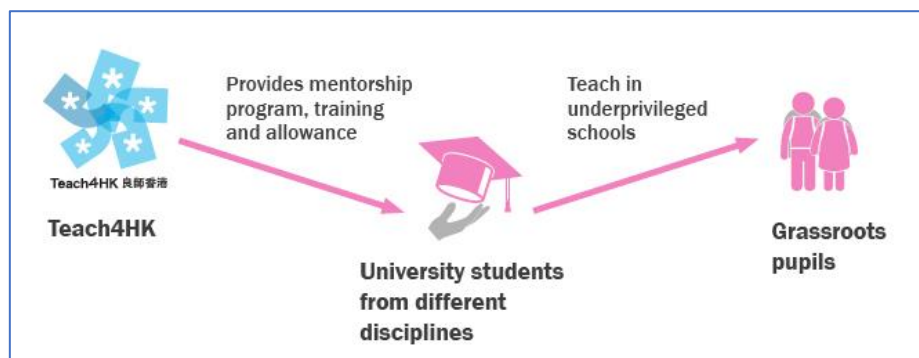 Provides mentorship
program, training
and allowance
Teach in
underprivileged
schools
Teach4HK 良師香港
Teach4HK
University students
from different
disciplines
Grassroots
pupils